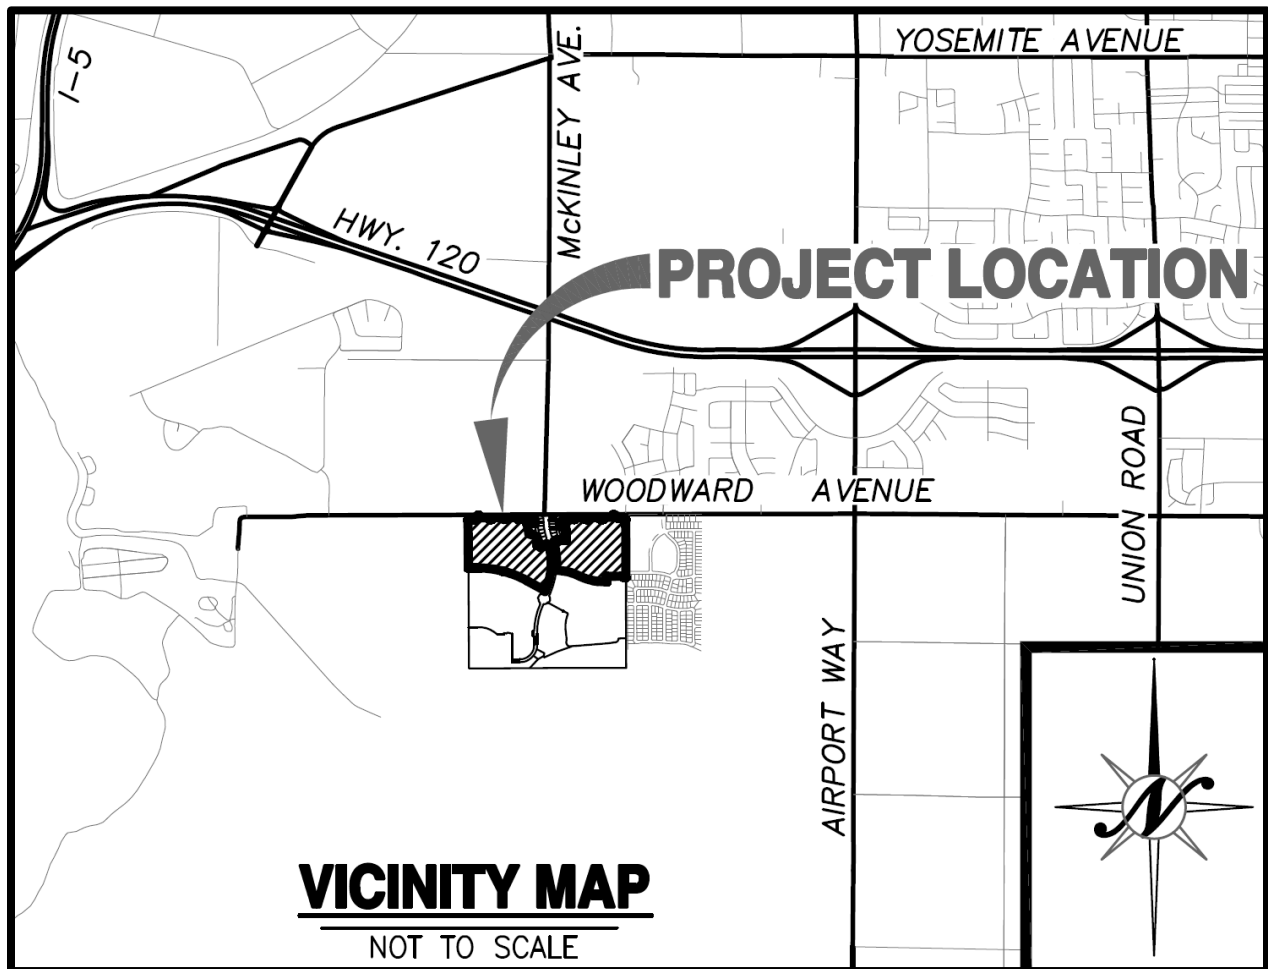 YOSEMITE AVENUE
I-5
McKINLEY AVE.
HWY. 120
PROJECT LOCATION
WOODWARD AVENUE
UNION ROAD
AIRPORT WAY
N
VICINITY MAP
NOT TO SCALE